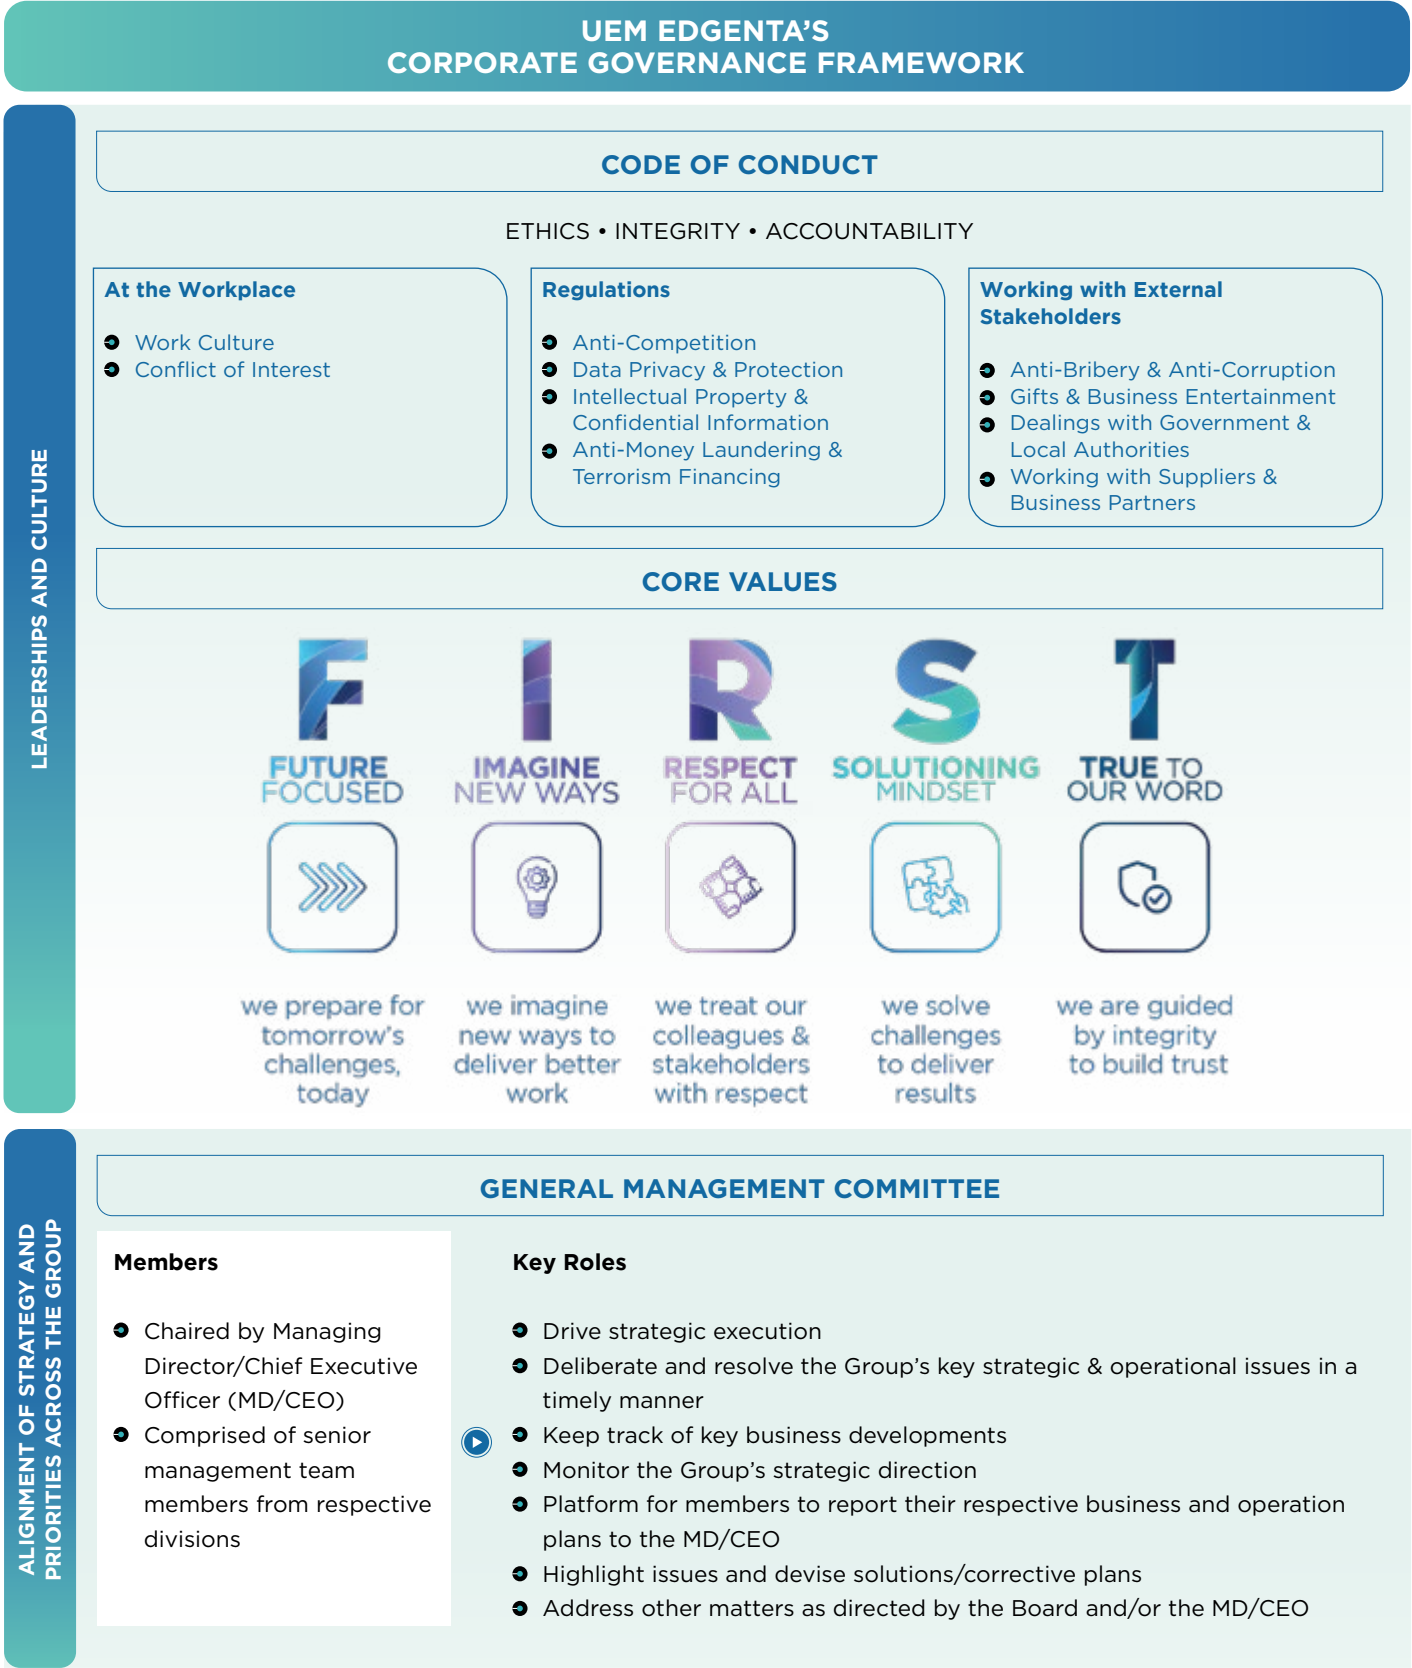 UEM EDGENTA’S
CORPORATE GOVERNANCE FRAMEWORK
LEADERSHIPS AND CULTURE
CODE OF CONDUCT
ETHICS • INTEGRITY • ACCOUNTABILITY
At the Workplace
Work Culture
Conflict of Interest
Regulations
Anti-Competition
Data Privacy & Protection
Intellectual Property &
Confidential Information
Anti-Money Laundering &
Terrorism Financing
Working with External
Stakeholders
Anti-Bribery & Anti-Corruption
Gifts & Business Entertainment
Dealings with Government &
Local Authorities
Working with Suppliers &
Business Partners
CORE VALUES
F
FUTURE
FOCUSED
we prepare for
tomorrow’s
challenges,
today
I
IMAGINE
NEW WAYS
we imagine
new ways to
deliver better
work
R
RESPECT
FOR ALL
we treat our
colleagues &
stakeholders
with respect
S
SOLUTIONING
MINDSET
we solve
challenges
to deliver
results
T
TRUE TO
OUR WORD
we are guided
by integrity
to build trust
ALIGNMENT OF STRATEGY AND
PRIORITIES ACROSS THE GROUP
GENERAL MANAGEMENT COMMITTEE
Members
Chaired by Managing
Director/Chief Executive
Officer (MD/CEO)
Comprised of senior
management team
members from respective
divisions
Key Roles
Drive strategic execution
Deliberate and resolve the Group’s key strategic & operational issues in a
timely manner
Keep track of key business developments
Monitor the Group’s strategic direction
Platform for members to report their respective business and operation
plans to the MD/CEO
Highlight issues and devise solutions/corrective plans
Address other matters as directed by the Board and/or the MD/CEO